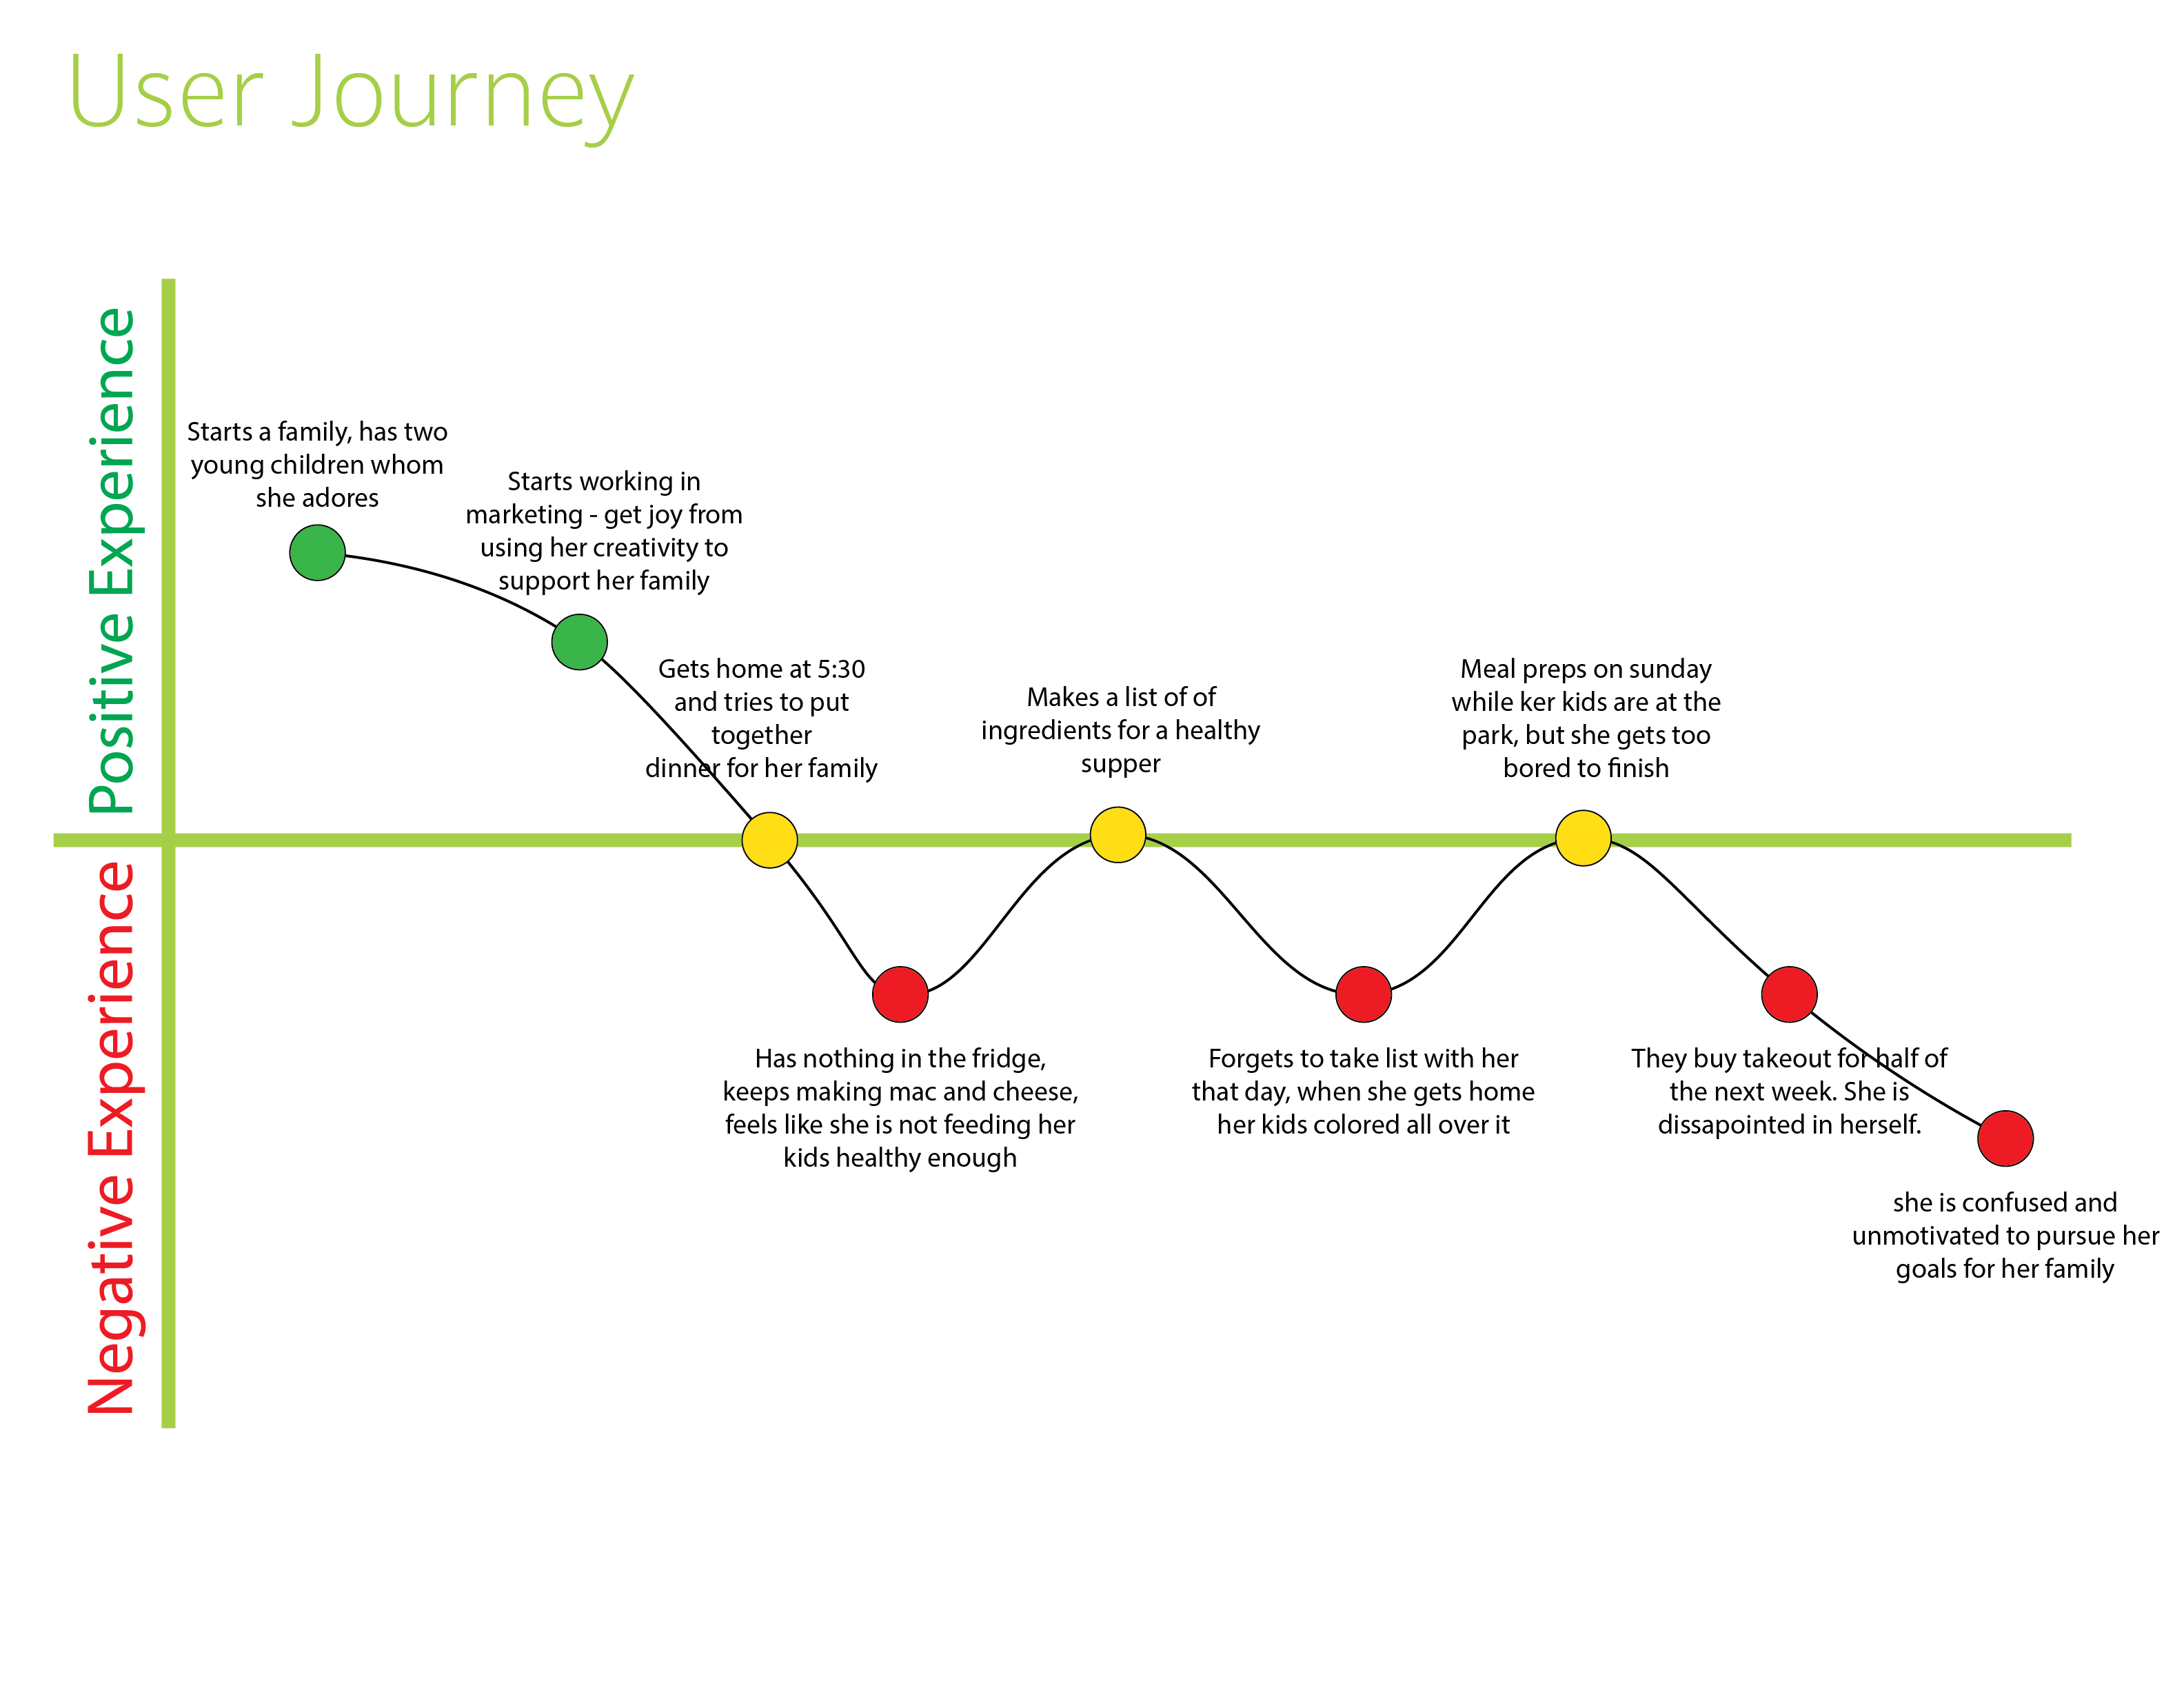 User Journey
Positive Experience
Negative Experience
Starts a family, has two
young children whom
she adores
Starts working in
marketing - get joy from
using her creativity to
support her family
Gets home at 5:30
and tries to put
together
dinner for her family
Has nothing in the fridge,
keeps making mac and cheese,
feels like she is not feeding her
kids healthy enough
Makes a list of of
ingredients for a healthy
supper
Forgets to take list with her
that day, when she gets home
her kids colored all over it
Meal preps on sunday
while ker kids are at the
park, but she gets too
bored to finish
They buy takeout for half of
the next week. She is
dissapointed in herself.
she is confused and
unmotivated to pursue her
goals for her family